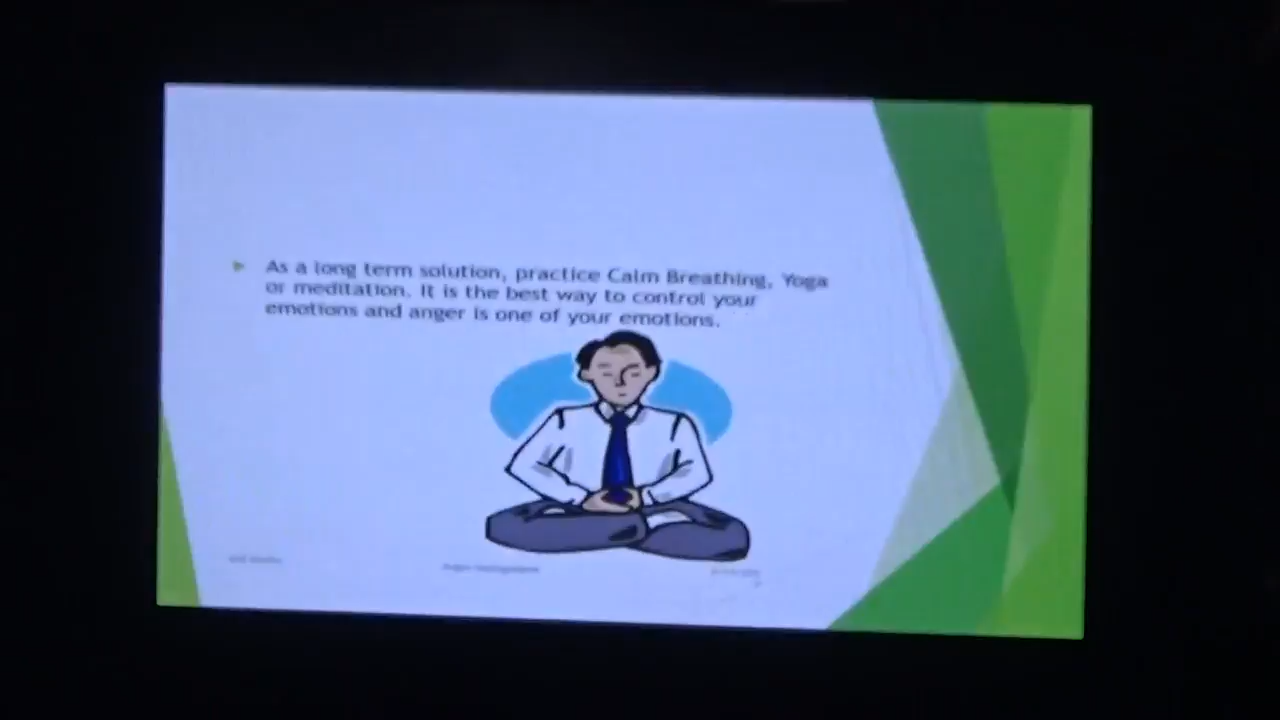 As a long term solution, practice Calm Breathing, Yoga
or meditation. It is the best way to control your
emotions and anger is one of your emotions.